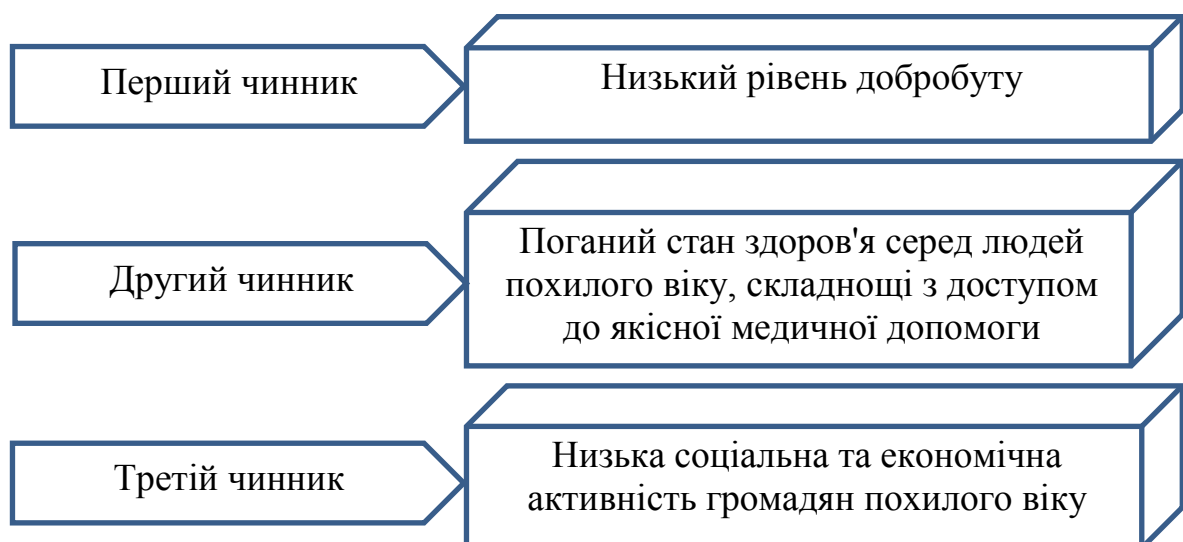 Перший чинник
Низький рівень добробуту
Другий чинник
Поганий стан здоров'я серед людей
похилого віку, складнощі з доступом
до якісної медичної допомоги
Третій чинник
Низька соціальна та економічна
активність громадян похилого віку